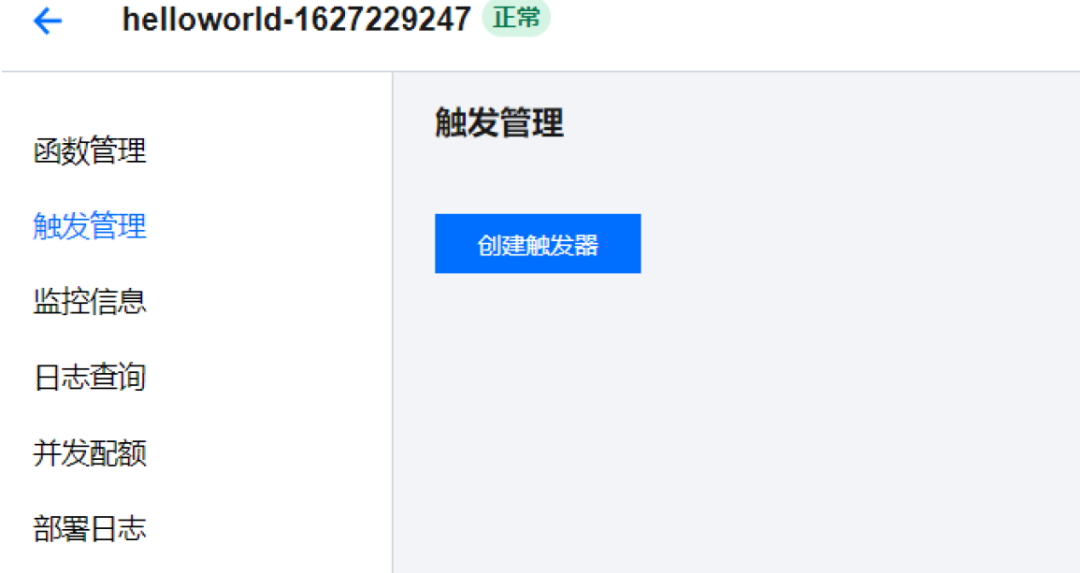 helloworld-1627229247 正常
函数管理
触发管理
监控信息
日志查询
并发配额
部署日志
触发管理
创建触发器